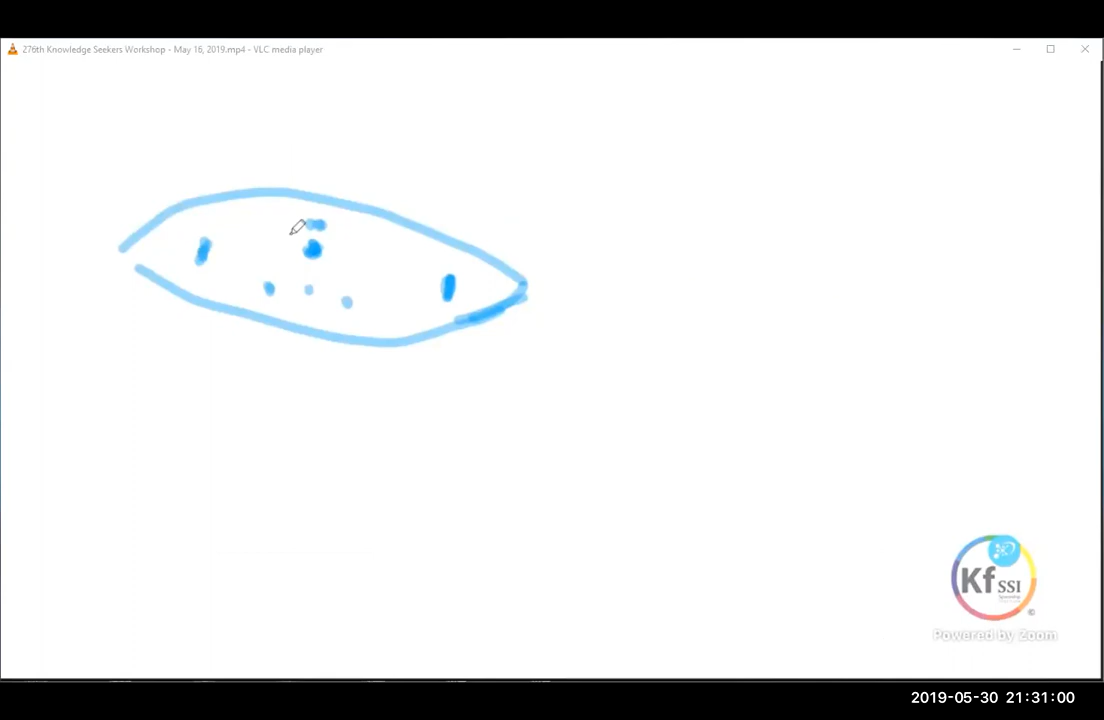 276th Knowledge Seekers Workshop - May 16, 2019.mp4 - VLC media player
Kf SSI
Spaceship
©
Powered by Zoom
2019-05-30 21:31:00